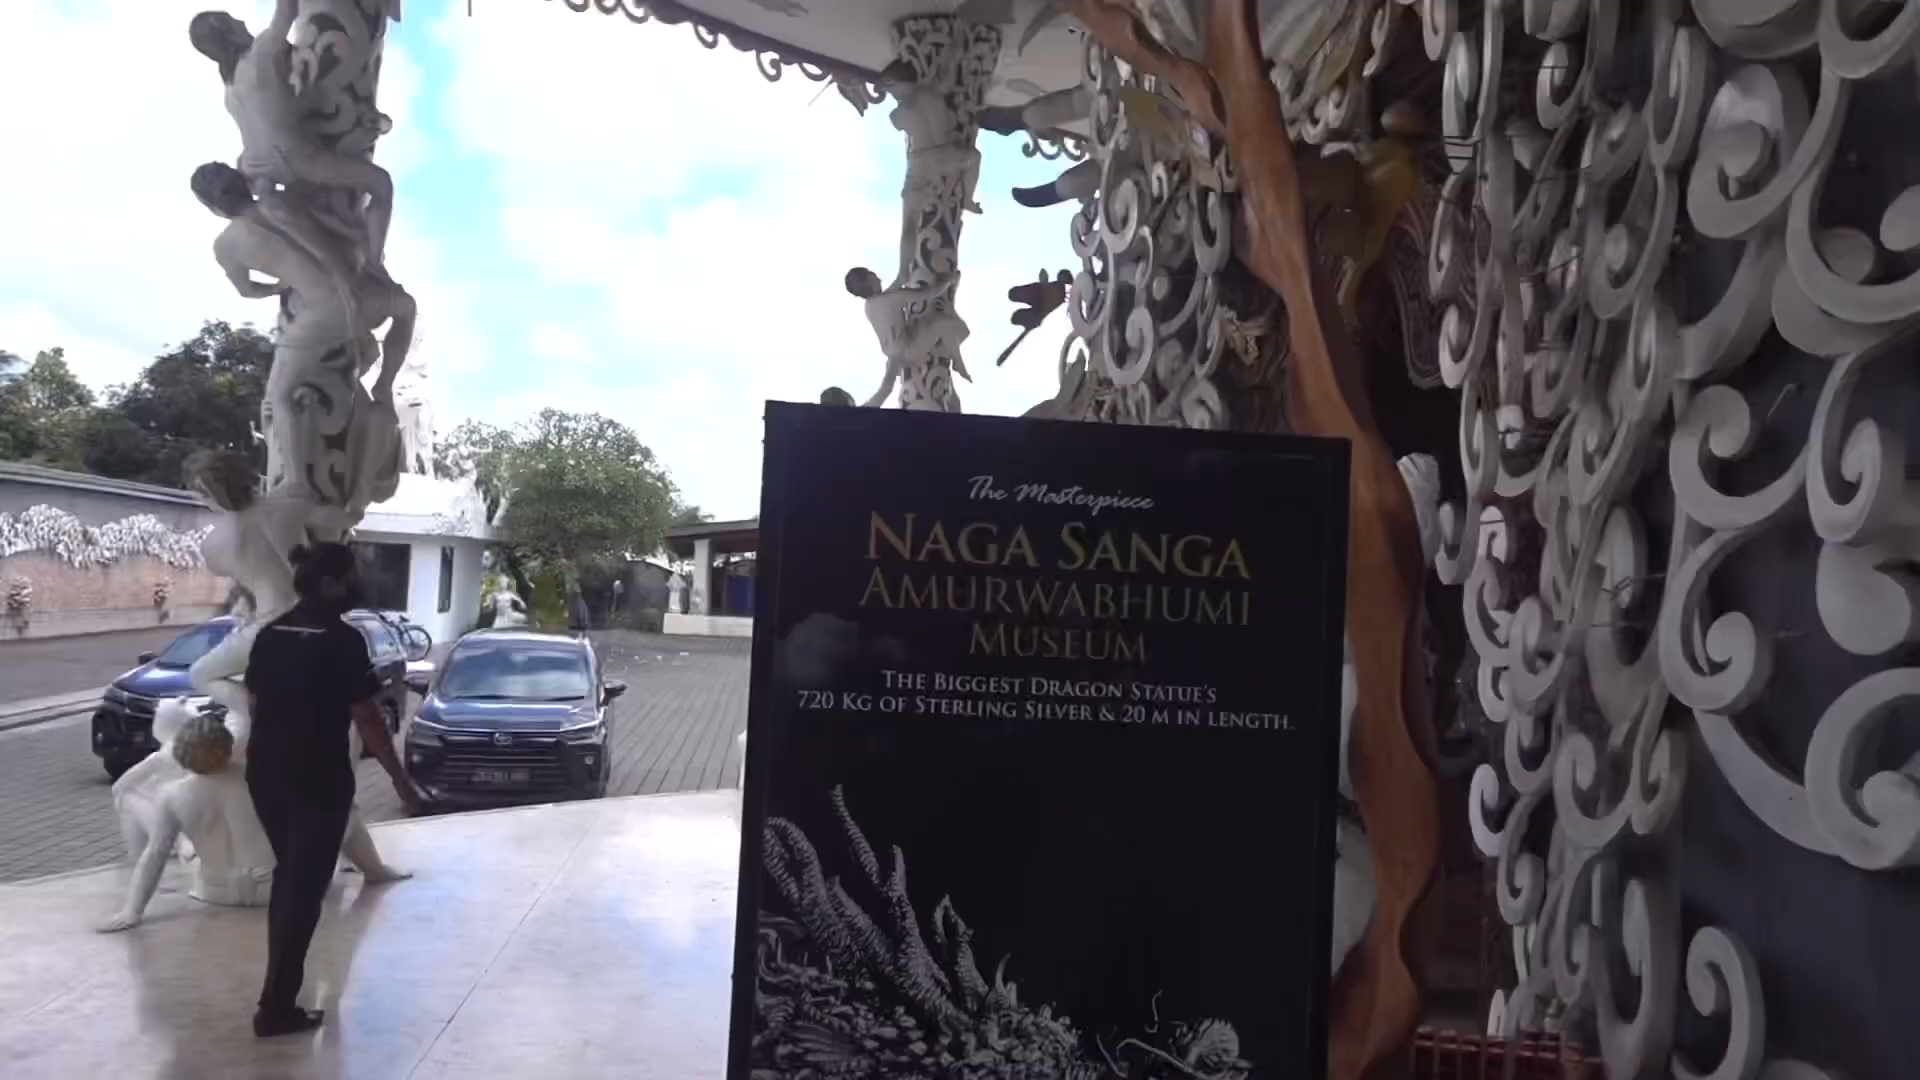 The Masterpiece
NAGA SANGA
AMURWABHUMI
MUSEUM
THE BIGGEST DRAGON STATUE'S
720 KG OF STERLING SILVER & 20 M IN LENGTH.